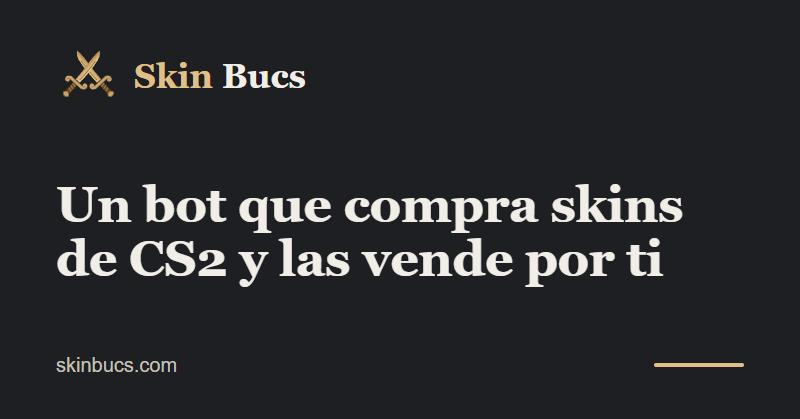 Skin Bucs
Un bot que compra skins
de CS2 y las vende por ti
skinbucs.com